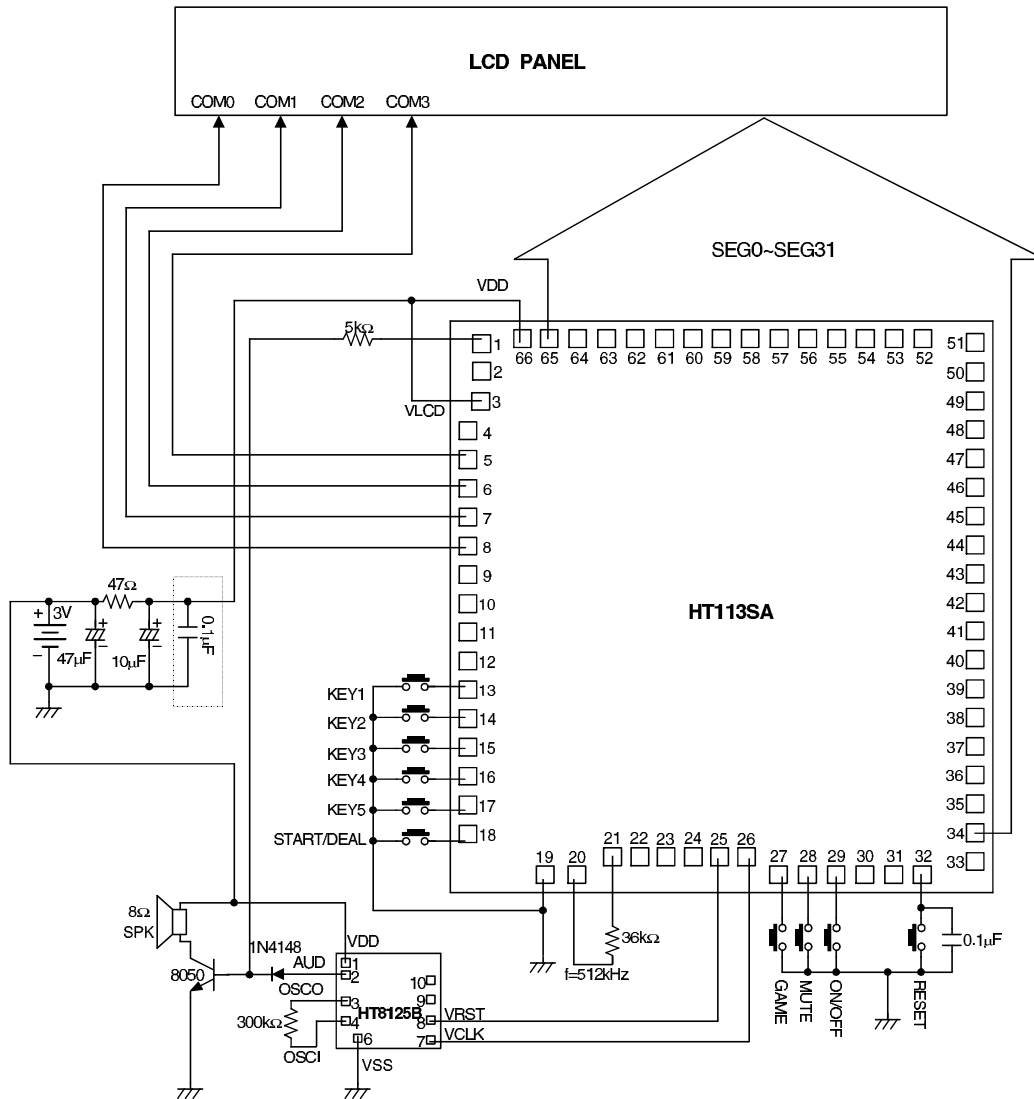 LCD PANEL
COM0 COM1 COM2 COM3
SEG0~SEG31
VDD
5kΩ
VLCD
1
2
3
4
5
6
7
8
9
10
11
12
13
14
15
16
17
18
66 65 64 63 62 61 60 59 58 57 56 55 54 53 52
51
50
49
48
47
46
45
44
43
42
41
40
39
38
37
36
35
34
33
HT113SA
47Ω
+ 3V
−
+
−
47µF
+
−
10µF
0.1µF
KEY1
KEY2
KEY3
KEY4
KEY5
START/DEAL
19 20 21 22 23 24 25 26 27 28 29 30 31 32
36kΩ
f=512kHz
0.1µF
GAME
MUTE
ON/OFF
RESET
8Ω
SPK
8050
1N4148
AUD
VDD
OSCO
300kΩ
OSCI
1
2
3
4
6
10
9
8
7
HT8125B
VRST
VCLK
VSS